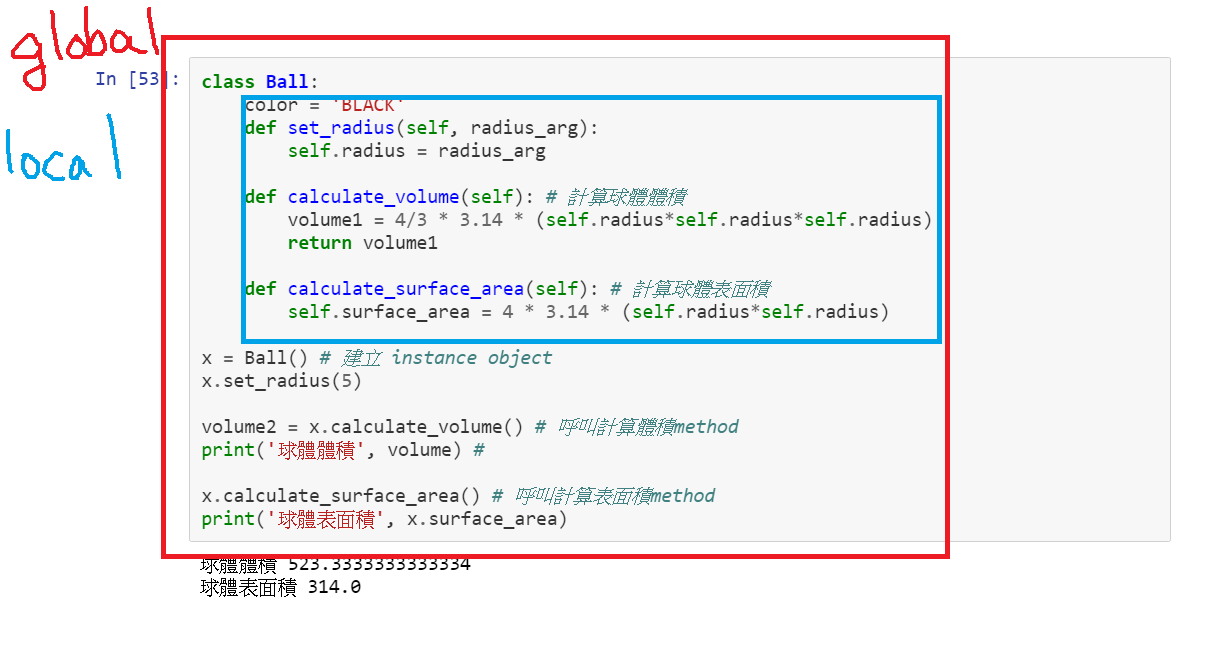 global
In [53]:
class Ball:
color = 'BLACK'
local
def set_radius(self, radius_arg):
self.radius = radius_arg
def calculate_volume(self): # 計算球體體積
volume1 = 4/3 * 3.14 * (self.radius*self.radius*self.radius)
return volume1
def calculate_surface_area(self): # 計算球體表面積
self.surface_area = 4 * 3.14 * (self.radius*self.radius)
x = Ball() # 建立 instance object
x.set_radius(5)
volume2 = x.calculate_volume() # 呼叫計算體積method
print('球體體積', volume) #
x.calculate_surface_area() # 呼叫計算表面積method
print('球體表面積', x.surface_area)
球體體積 523.3333333333334
球體表面積 314.0